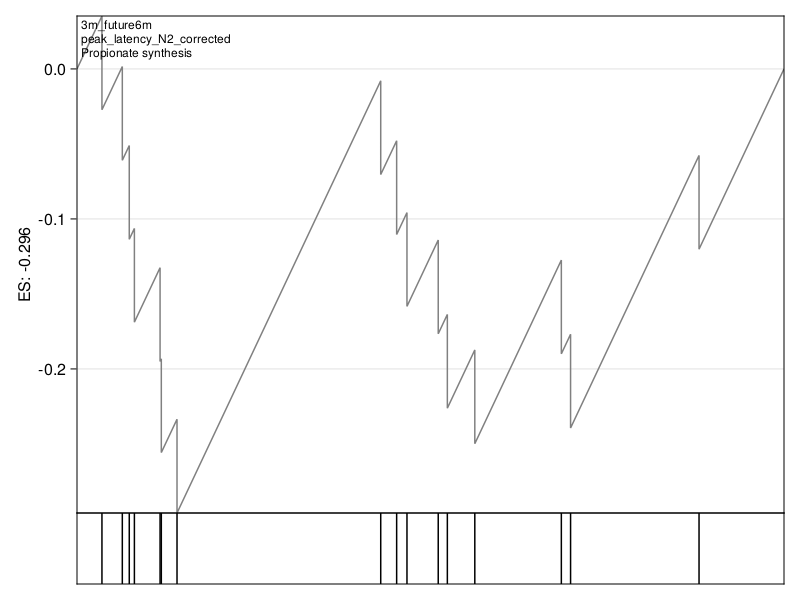 3m_future6m
peak_latency_N2_corrected
Propionate synthesis
0.0
-0.1
-0.2
ES: -0.296